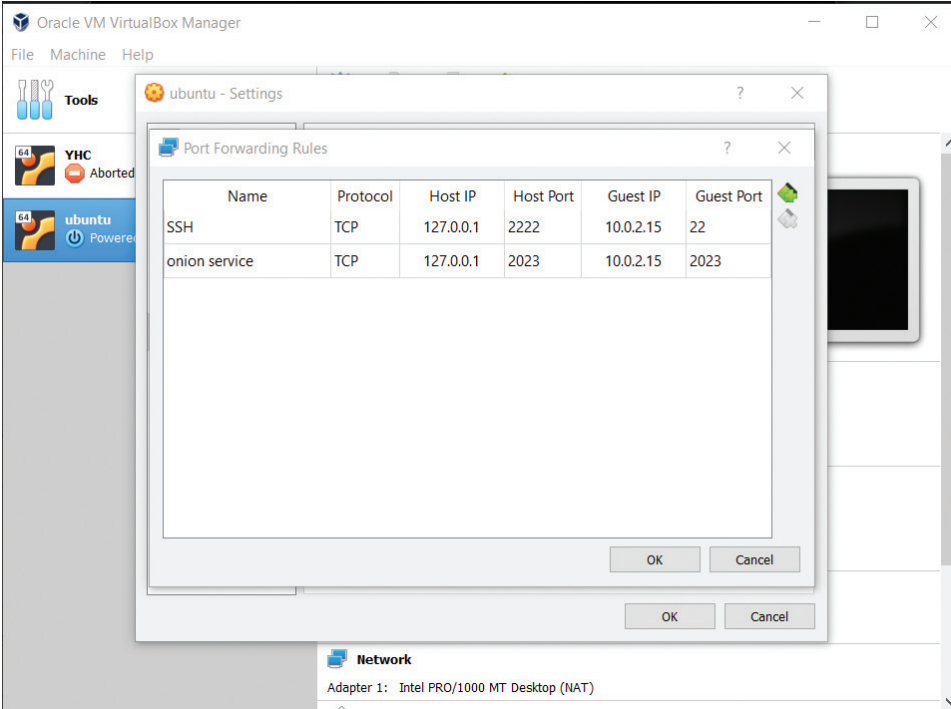 Oracle VM VirtualBox Manager
File Machine Help
Tools
64
YHC
Aborted
64
ubuntu
Powered
ubuntu - Settings
?
Port Forwarding Rules
?
Name Protocol Host IP Host Port Guest IP Guest Port
SSH TCP 127.0.0.1 2222 10.0.2.15 22
onion service TCP 127.0.0.1 2023 10.0.2.15 2023
OK Cancel
OK Cancel
Network
Adapter 1: Intel PRO/1000 MT Desktop (NAT)